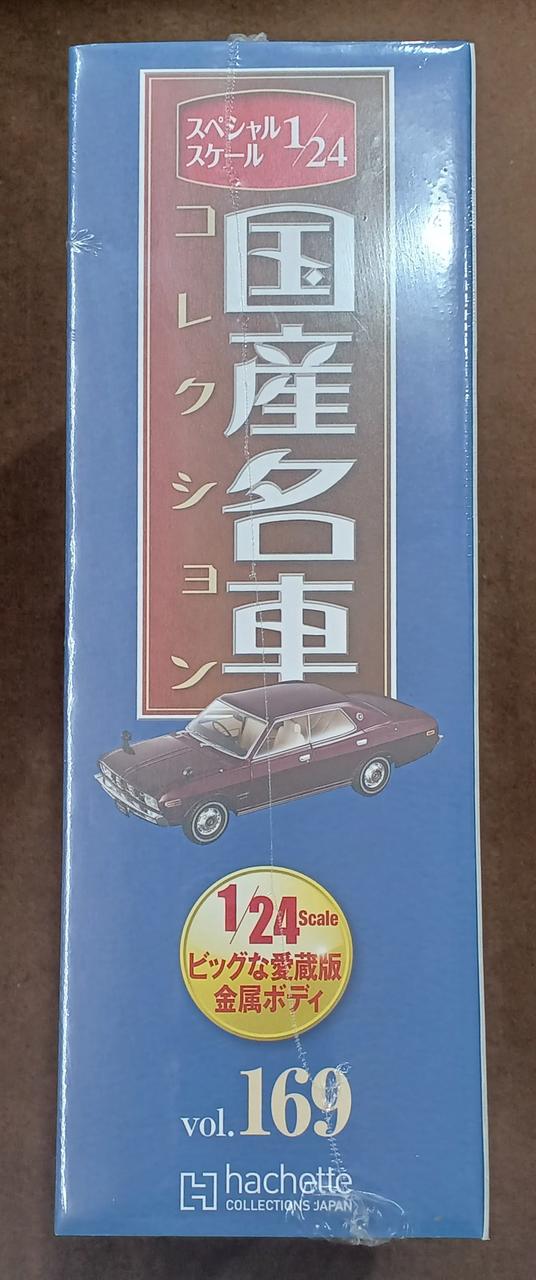 スペシャル
スケール 1/24
国産名車
コレクション
1/24 Scale
ビッグな愛蔵版
金属ボディ
vol. 169
hachette
COLLECTIONS JAPAN